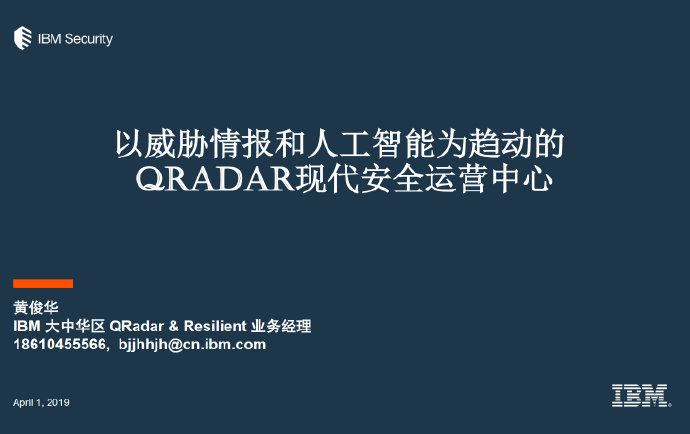 IBM Security
以威胁情报和人工智能为趋动的
QRADAR现代安全运营中心
黄俊华
IBM 大中华区 QRadar & Resilient 业务经理
18610455566, bjjhhjh@cn.ibm.com
April 1, 2019
IBM®